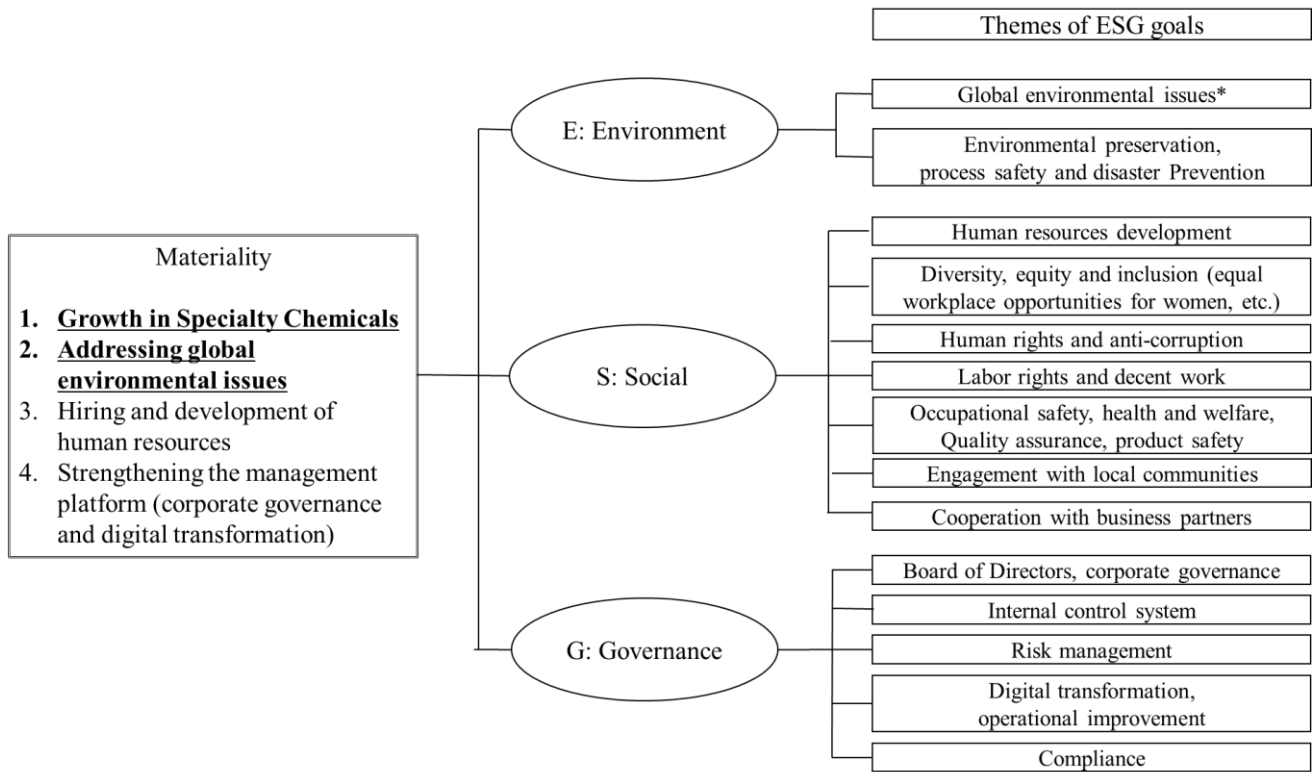 Themes of ESG goals
E: Environment
Global environmental issues*
Environmental preservation,
process safety and disaster Prevention
Materiality
1. Growth in Specialty Chemicals
2. Addressing global
environmental issues
3. Hiring and development of
human resources
4. Strengthening the management
platform (corporate governance
and digital transformation)
S: Social
Human resources development
Diversity, equity and inclusion (equal
workplace opportunities for women, etc.)
Human rights and anti-corruption
Labor rights and decent work
Occupational safety, health and welfare,
Quality assurance, product safety
Engagement with local communities
Cooperation with business partners
G: Governance
Board of Directors, corporate governance
Internal control system
Risk management
Digital transformation,
operational improvement
Compliance